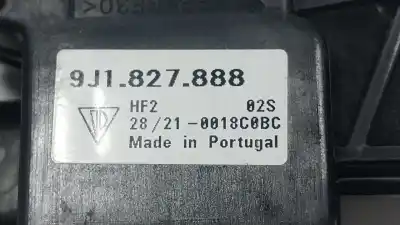 9J1.827.888
HF2 02S
28/21-0018C0BC
Made in Portugal